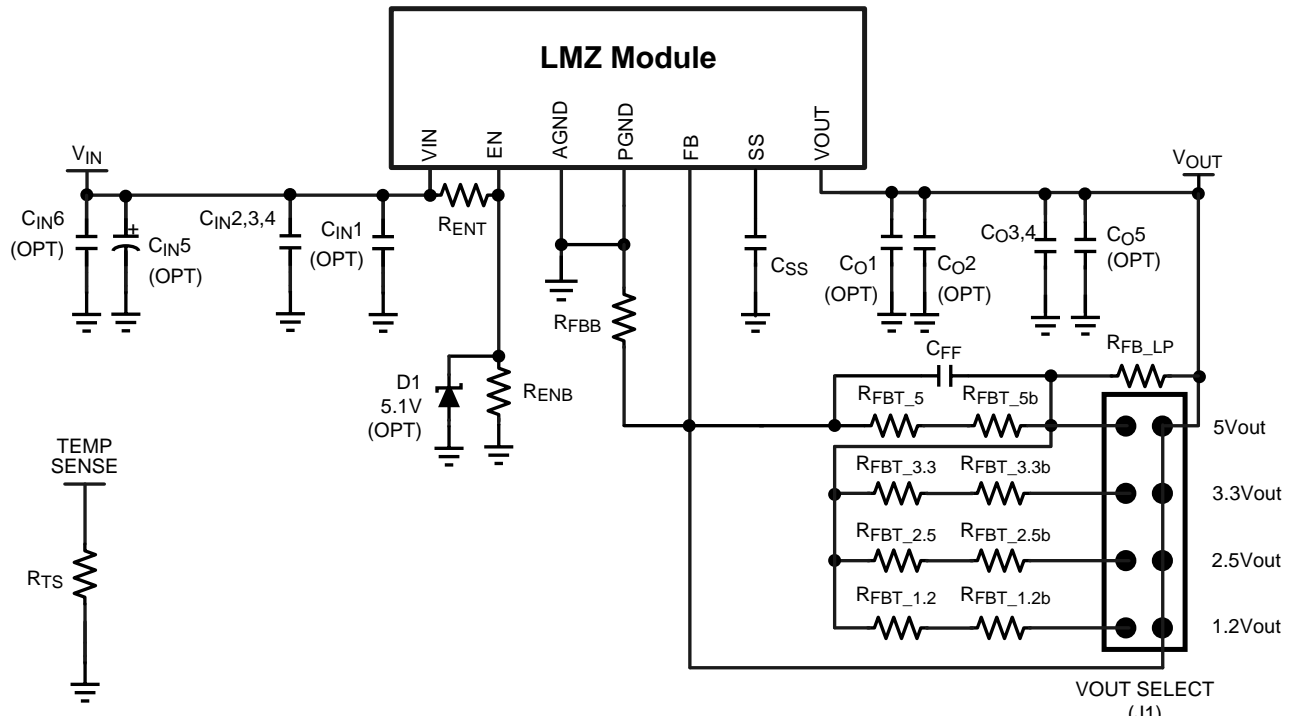 LMZ Module
VIN
EN
AGND
PGND
FB
SS
VOUT
VIN
VOUT
CIN6
(OPT)
+
CIN5
(OPT)
CIN2,3,4
CIN1
(OPT)
RENT
CSS
CO1
(OPT)
CO2
(OPT)
CO3,4
CO5
(OPT)
RFBB
CFF
RFB_LP
D1
5.1V
(OPT)
RENB
RFBT_5
RFBT_5b
5Vout
TEMP
SENSE
RFBT_3.3
RFBT_3.3b
3.3Vout
RTS
RFBT_2.5
RFBT_2.5b
2.5Vout
RFBT_1.2
RFBT_1.2b
1.2Vout
VOUT SELECT
(J1)